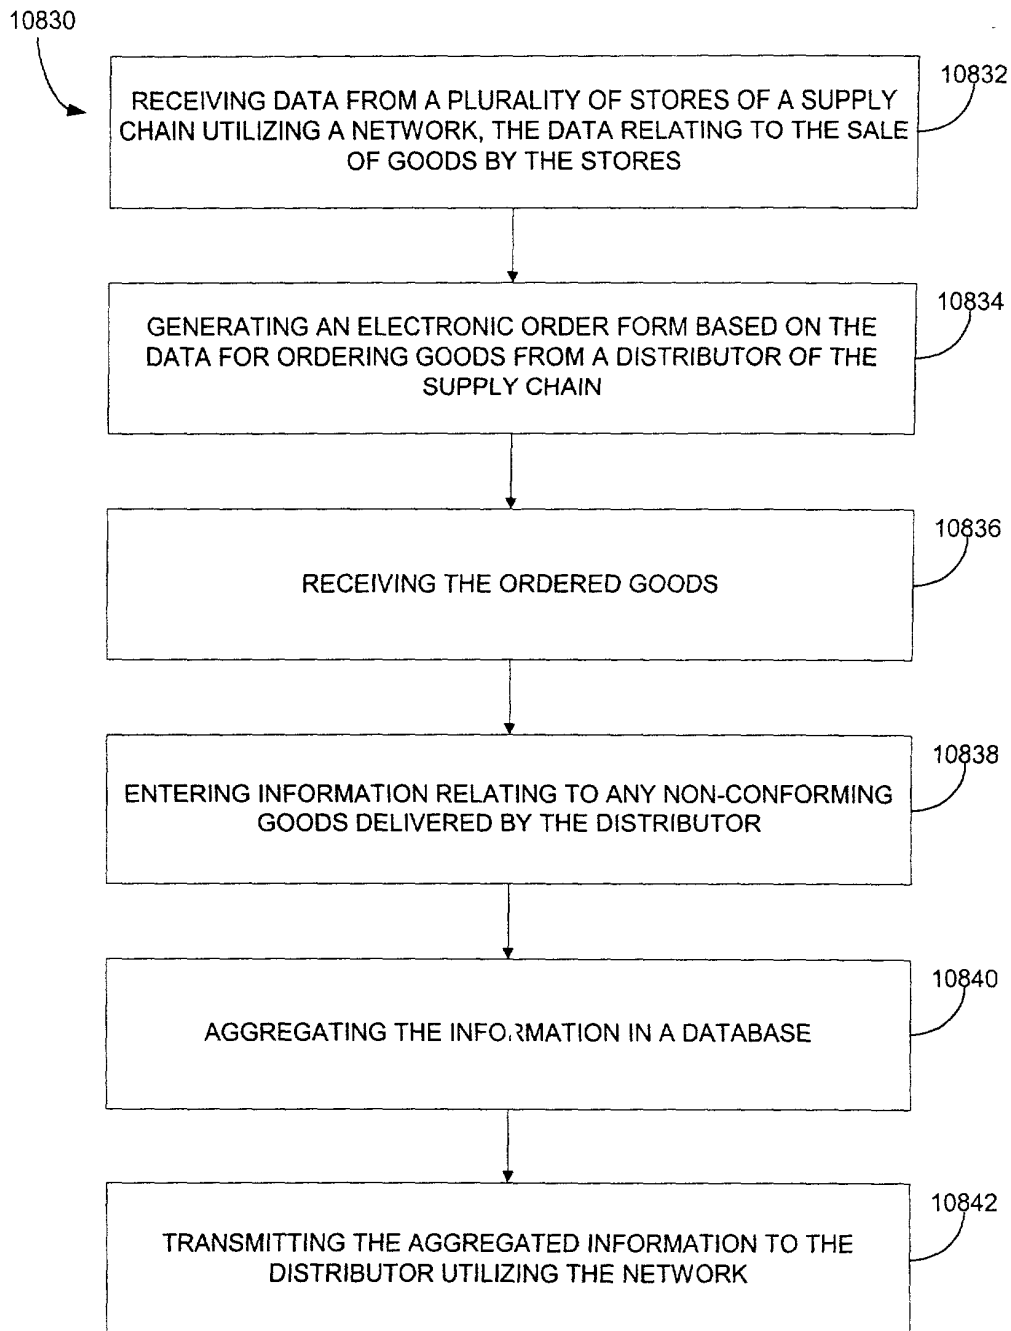 10830
10832
RECEIVING DATA FROM A PLURALITY OF STORES OF A SUPPLY
CHAIN UTILIZING A NETWORK, THE DATA RELATING TO THE SALE
OF GOODS BY THE STORES
10834
GENERATING AN ELECTRONIC ORDER FORM BASED ON THE
DATA FOR ORDERING GOODS FROM A DISTRIBUTOR OF THE
SUPPLY CHAIN
10836
RECEIVING THE ORDERED GOODS
10838
ENTERING INFORMATION RELATING TO ANY NON-CONFORMING
GOODS DELIVERED BY THE DISTRIBUTOR
10840
AGGREGATING THE INFORMATION IN A DATABASE
10842
TRANSMITTING THE AGGREGATED INFORMATION TO THE
DISTRIBUTOR UTILIZING THE NETWORK